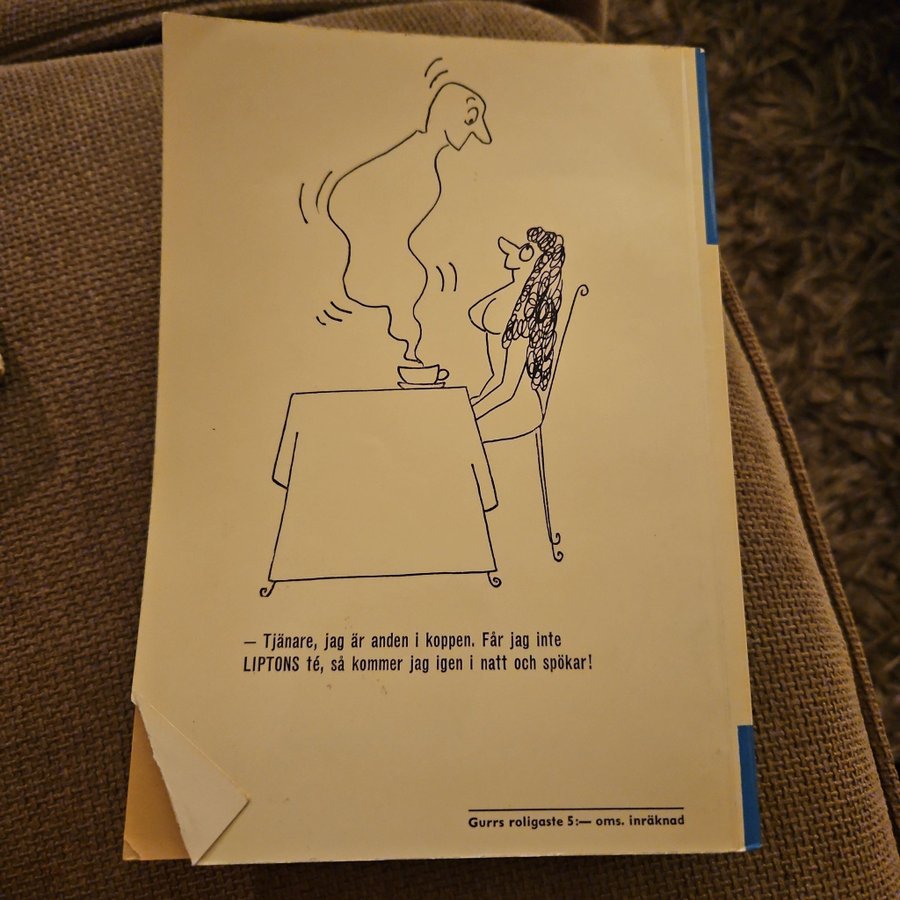 – Tjänare, jag är anden i koppen. Får jag inte
LIPTONS té, så kommer jag igen i natt och spökar!
Gurrs roligaste 5:— oms. inräknad